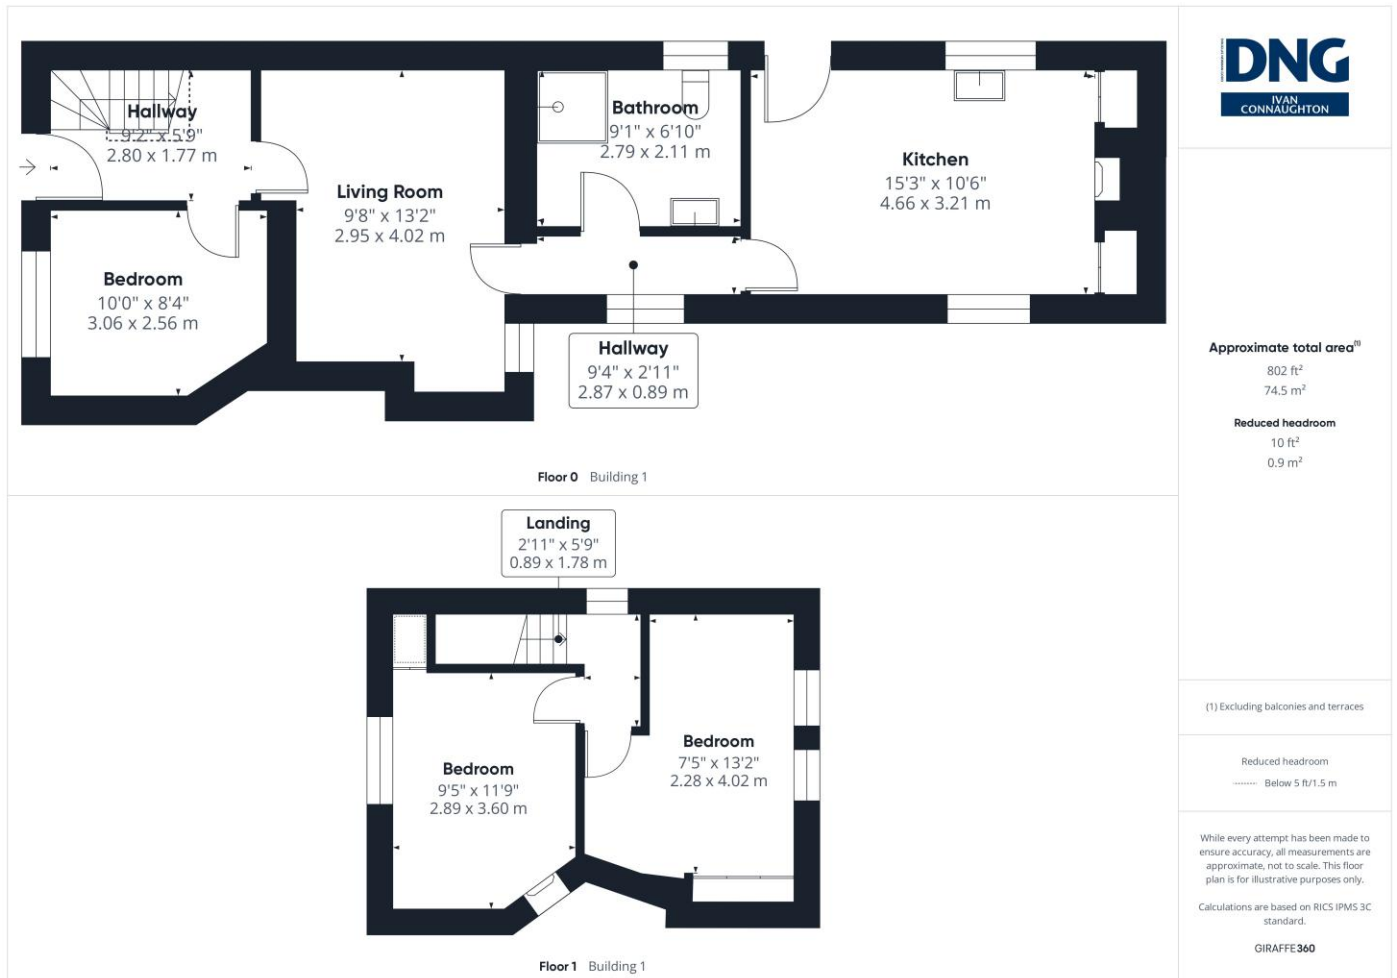 Hallway
9'2" x 5'9"
2.80 x 1.77 m
Living Room
9'8" x 13'2"
2.95 x 4.02 m
Bathroom
9'1" x 6'10"
2.79 x 2.11 m
Kitchen
15'3" x 10'6"
4.66 x 3.21 m
Bedroom
10'0" x 8'4"
3.06 x 2.56 m
Hallway
9'4" x 2'11"
2.87 x 0.89 m
Floor 0 Building 1
Landing
2'11" x 5'9"
0.89 x 1.78 m
Bedroom
9'5" x 11'9"
2.89 x 3.60 m
Bedroom
7'5" x 13'2"
2.28 x 4.02 m
Floor 1 Building 1
DNG
IVAN
CONNAUGHTON
Approximate total area(1)
802 ft²
74.5 m²
Reduced headroom
10 ft²
0.9 m²
(1) Excluding balconies and terraces
Reduced headroom
Below 5 ft/1.5 m
While every attempt has been made to
ensure accuracy, all measurements are
approximate, not to scale. This floor
plan is for illustrative purposes only.
Calculations are based on RICS IPMS 3C
standard.
GIRAFFE360